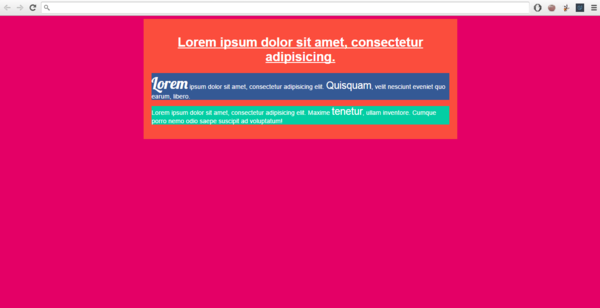 Lorem ipsum dolor sit amet, consectetur
adipisicing.
Lorem ipsum dolor sit amet, consectetur adipisicing elit. Quisquam, velit nesciunt eveniet quo
earum, libero.
Lorem ipsum dolor sit amet, consectetur adipisicing elit. Maxime tenetur, ullam inventore. Cumque
porro nemo odio saepe suscipit ad voluptatum!